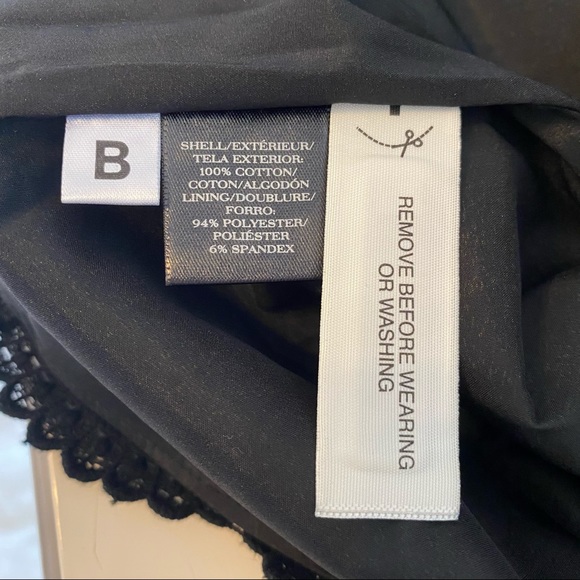 B
SHELL/EXTÉRIEUR/
TELA EXTERIOR:
100% COTTON/
COTON/ALGODÓN
LINING/DOUBLURE/
FORRO:
94% POLYESTER/
POLIÉSTER
6% SPANDEX
REMOVE BEFORE WEARING
OR WASHING